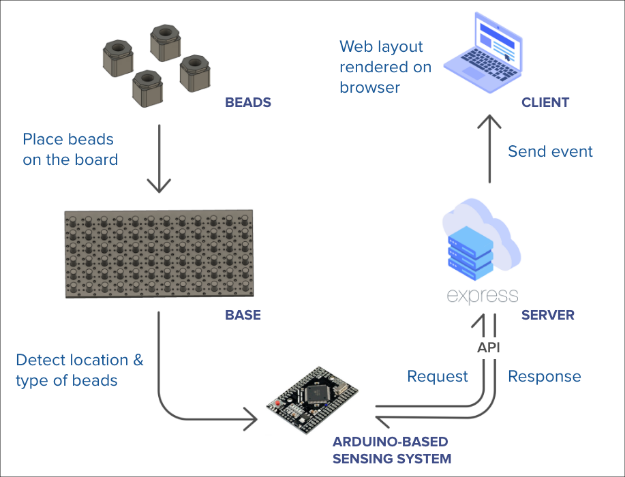 BEADS
Place beads
on the board
BASE
Detect location &
type of beads
ARDUINO-BASED
SENSING SYSTEM
Request
API
Response
express
SERVER
Send event
Web layout
rendered on
browser
CLIENT